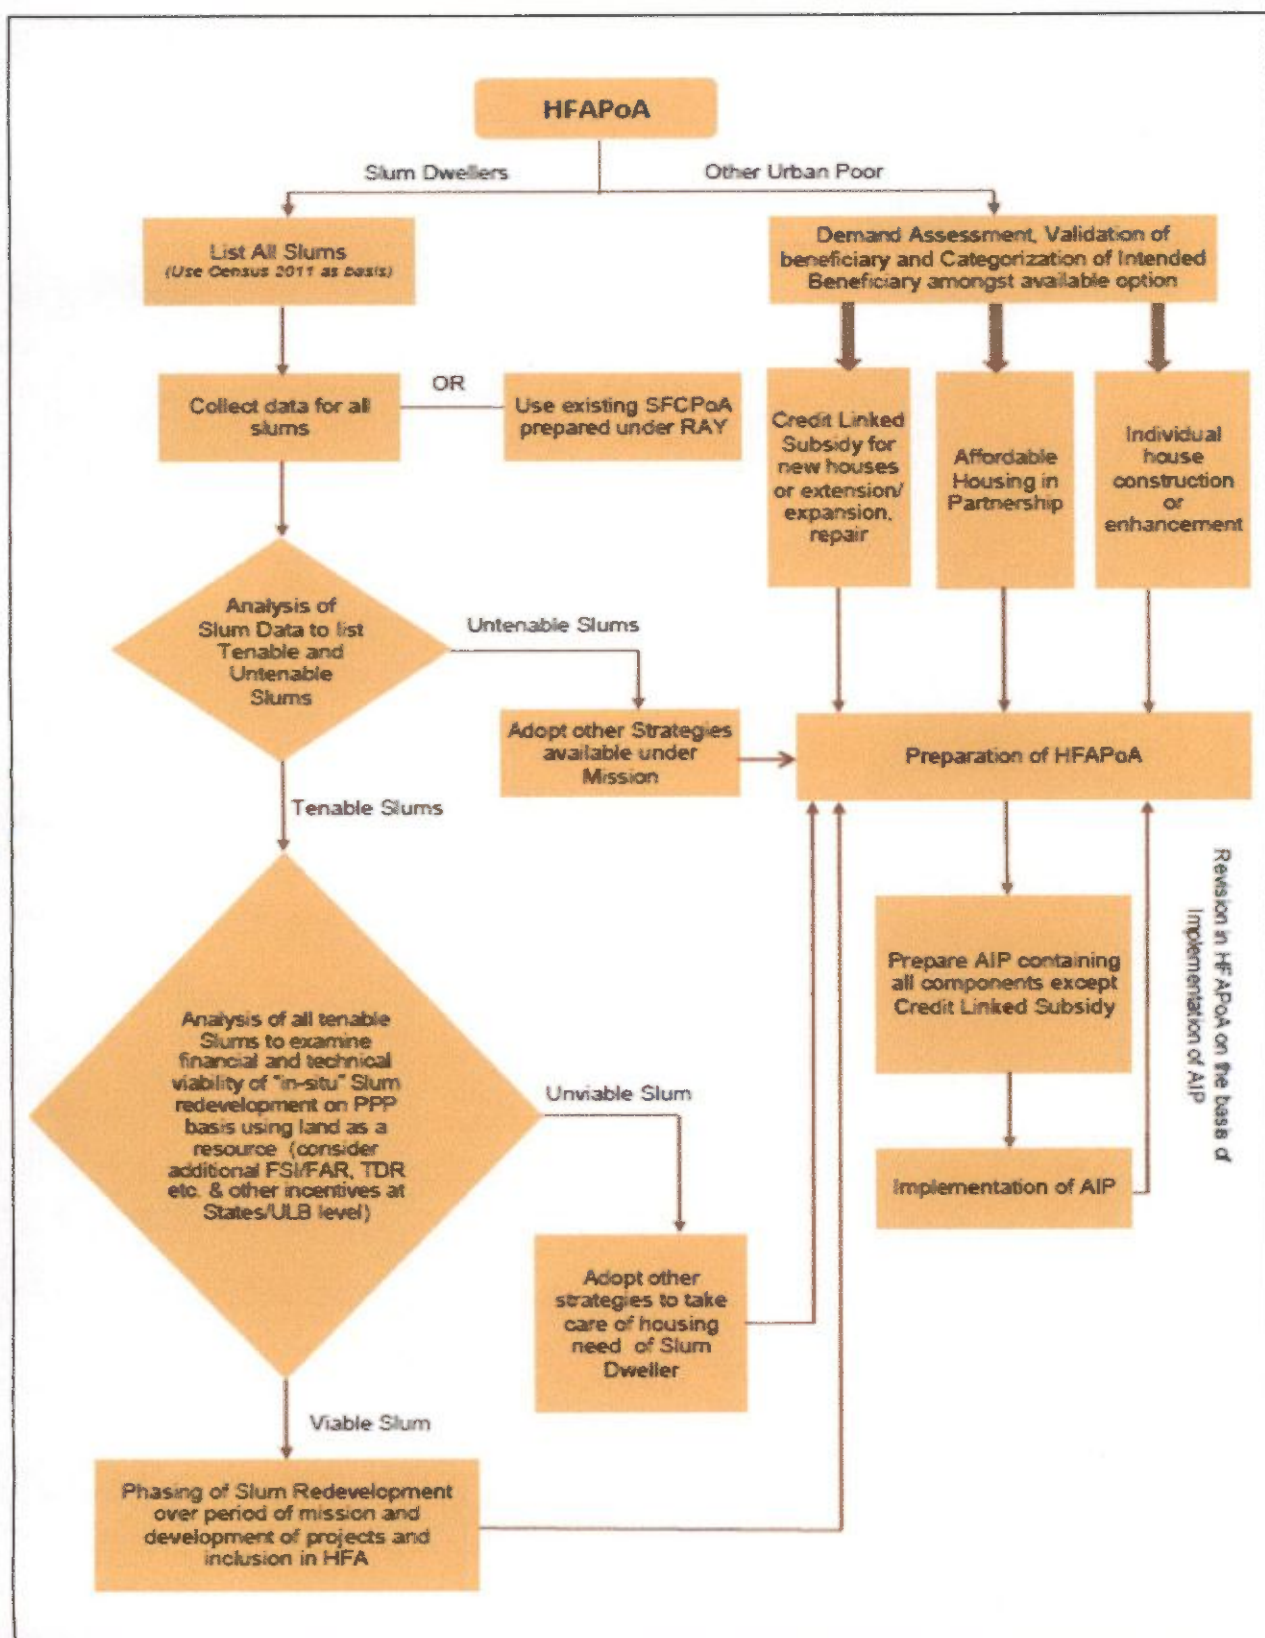 HFAPoA
Slum Dwellers
Other Urban Poor
List All Slums
(Use Census 2011 as basis)
Demand Assessment, Validation of
beneficiary and Categorization of Intended
Beneficiary amongst available option
Collect data for all
slums
OR
Use existing SFCPoA
prepared under RAY
Credit Linked
Subsidy for
new houses
or extension/
expansion,
repair
Affordable
Housing in
Partnership
Individual
house
construction
or
enhancement
Analysis of
Slum Data to list
Tenable and
Untenable
Slums
Untenable Slums
Adopt other Strategies
available under
Mission
Preparation of HFAPoA
Tenable Slums
Analysis of all tenable
Slums to examine
financial and technical
viability of "in-situ" Slum
redevelopment on PPP
basis using land as a
resource (consider
additional FSI/FAR, TDR
etc. & other incentives at
States/ULB level)
Unviable Slum
Adopt other
strategies to take
care of housing
need of Slum
Dweller
Prepare AIP containing
all components except
Credit Linked Subsidy
Implementation of AIP
Revision in HFAPoA on the basis of
Implementation of AIP
Viable Slum
Phasing of Slum Redevelopment
over period of mission and
development of projects and
inclusion in HFA